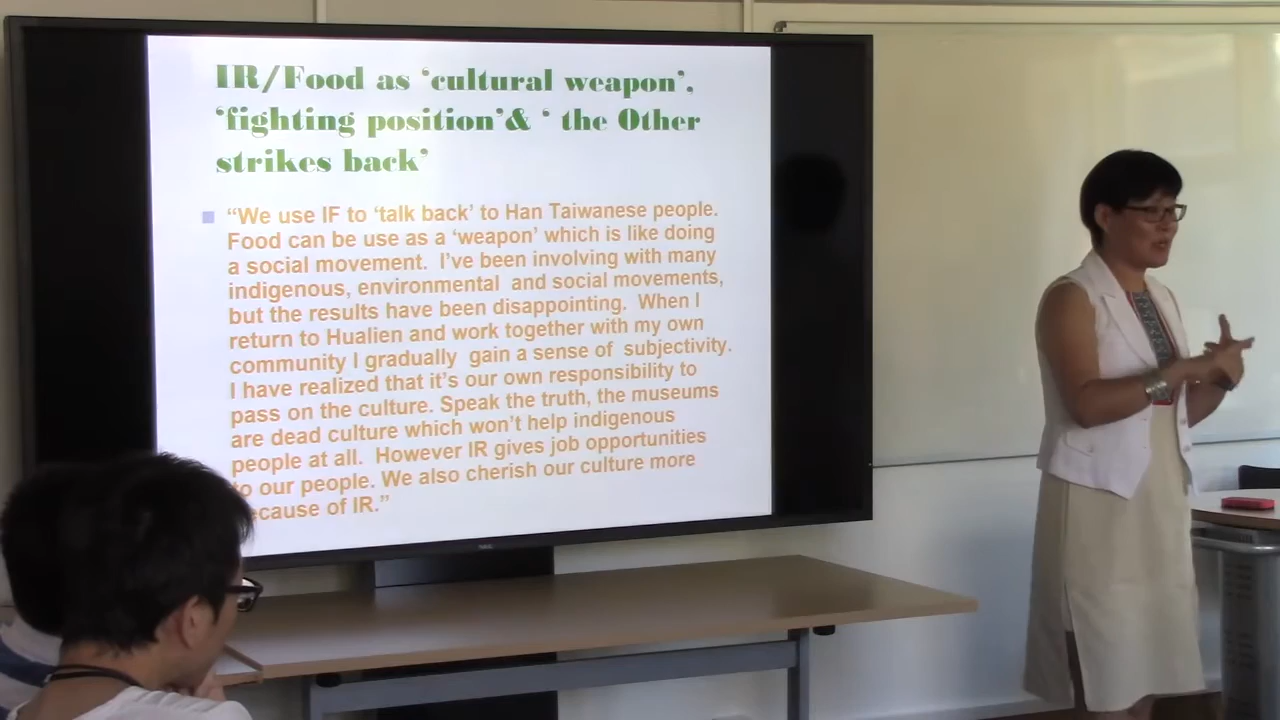 IR/Food as ‘cultural weapon’,
‘fighting position’& ‘ the Other
strikes back’
“We use IF to ‘talk back’ to Han Taiwanese people.
Food can be use as a ‘weapon’ which is like doing
a social movement.  I’ve been involving with many
indigenous, environmental  and social movements,
but the results have been disappointing.  When I
return to Hualien and work together with my own
community I gradually  gain a sense of  subjectivity.
I have realized that it’s our own responsibility to
pass on the culture. Speak the truth, the museums
are dead culture which won’t help indigenous
people at all.  However IR gives job opportunities
to our people. We also cherish our culture more
ecause of IR.”
NEC